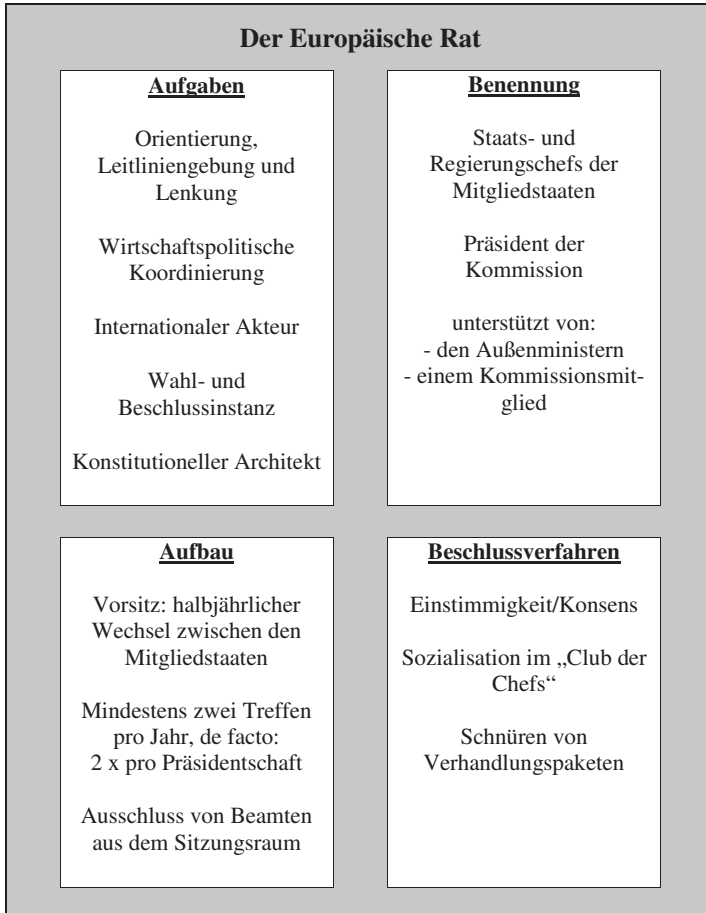 Der Europäische Rat
Aufgaben
Orientierung,
Leitliniengebung und
Lenkung
Wirtschaftspolitische
Koordinierung
Internationaler Akteur
Wahl- und
Beschlussinstanz
Konstitutioneller Architekt
Benennung
Staats- und
Regierungschefs der
Mitgliedstaaten
Präsident der
Kommission
unterstützt von:
- den Außenministern
- einem Kommissionsmit-
glied
Aufbau
Vorsitz: halbjährlicher
Wechsel zwischen den
Mitgliedstaaten
Mindestens zwei Treffen
pro Jahr, de facto:
2 x pro Präsidentschaft
Ausschluss von Beamten
aus dem Sitzungsraum
Beschlussverfahren
Einstimmigkeit/Konsens
Sozialisation im „Club der
Chefs“
Schnüren von
Verhandlungspaketen